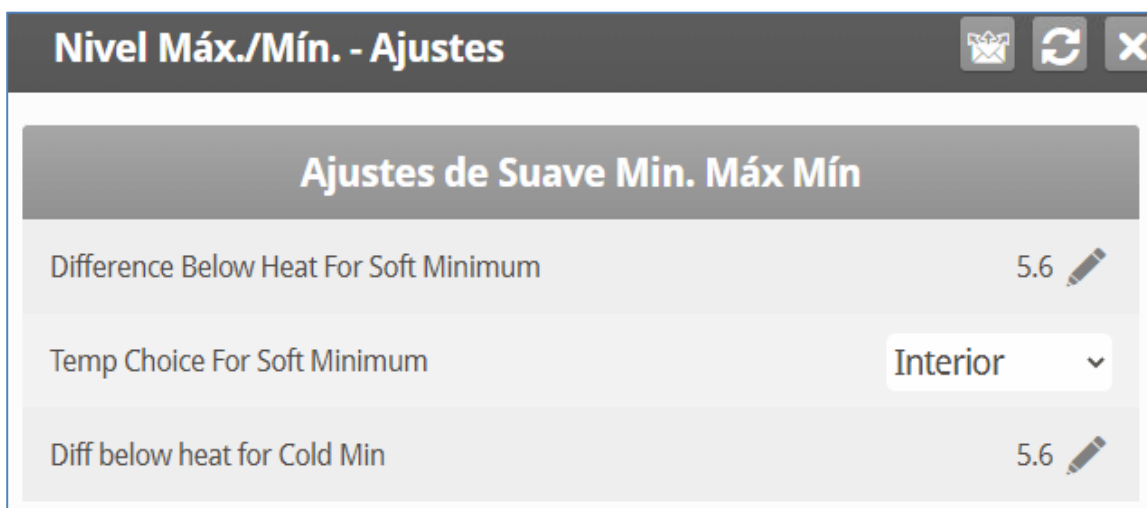 Nivel Máx./Mín. - Ajustes
Ajustes de Suave Min. Máx Mín
Difference Below Heat For Soft Minimum 5.6
Temp Choice For Soft Minimum Interior
Diff below heat for Cold Min 5.6